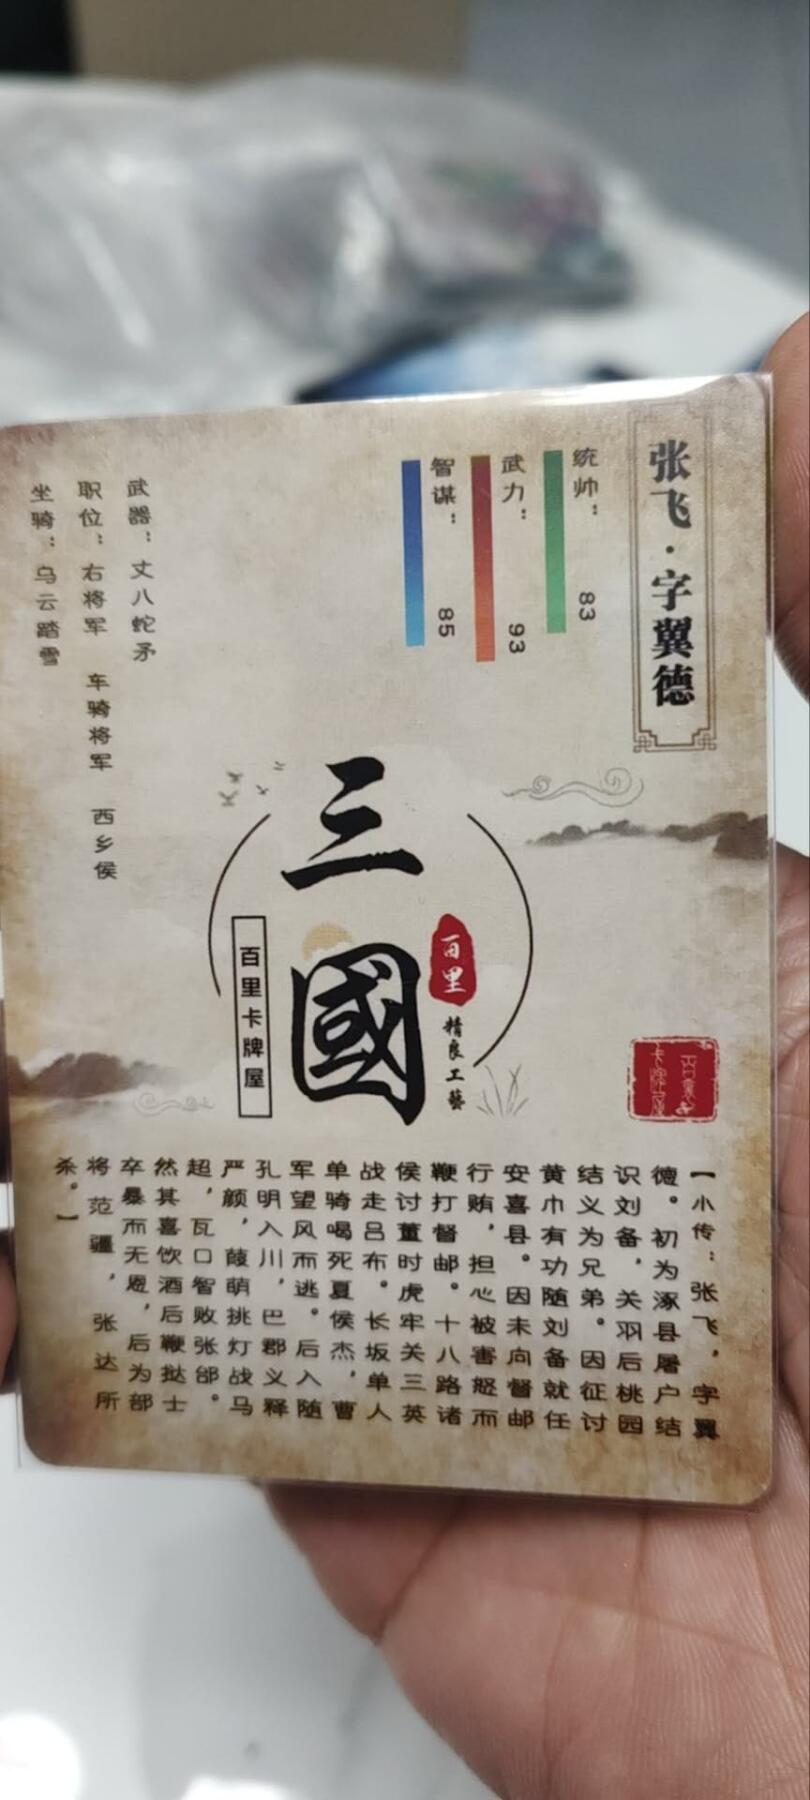 张飞·字翼德
统帅：83
武力：93
智谋：85
武器：丈八蛇矛
职位：右将军 车骑将军 西乡侯
坐骑：乌云踏雪
三國
百里
精良工藝
百里卡牌屋
【小传：张飞，字翼
德。初为涿县屠户结
识刘备，关羽后桃园
结义为兄弟。因征讨
黄巾有功随刘备就任
安喜县。因未向督邮
行贿，担心被害怒而
鞭打督邮。十八路诸
侯讨董时虎牢关三英
战走吕布。长坂单人
单骑喝死夏侯杰，曹
军望风而逃。后入随
孔明入川，巴郡义释
严颜，葭萌挑灯战马
超，瓦口智败张郃。
然其喜饮酒后鞭挞士
卒暴而无恩，后为部
将范疆，张达所
杀。】